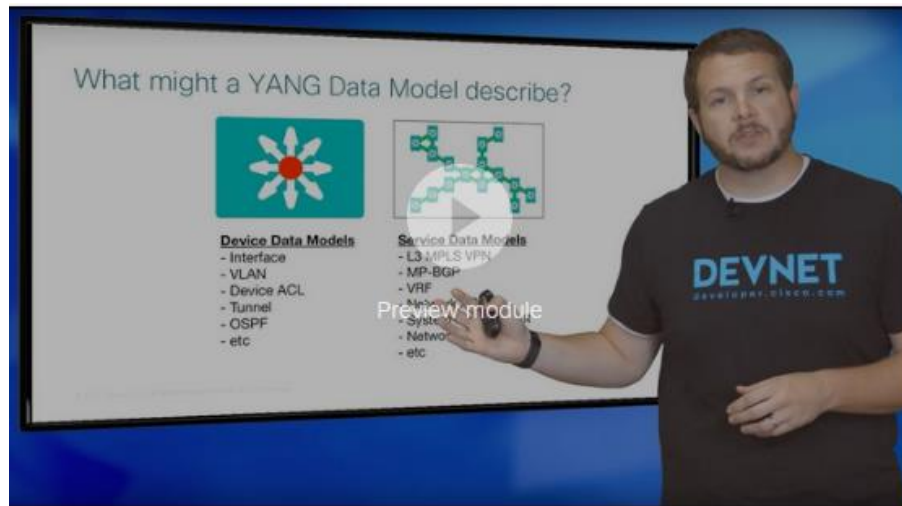 What might a YANG Data Model describe?
Device Data Models
- Interface
- VLAN
- Device ACL
- Tunnel
- OSPF
- etc
Service Data Models
- L3 MPLS VPN
- MP-BGP
- VRF
- etc
Preview module
DEVNET
developer.cisco.com